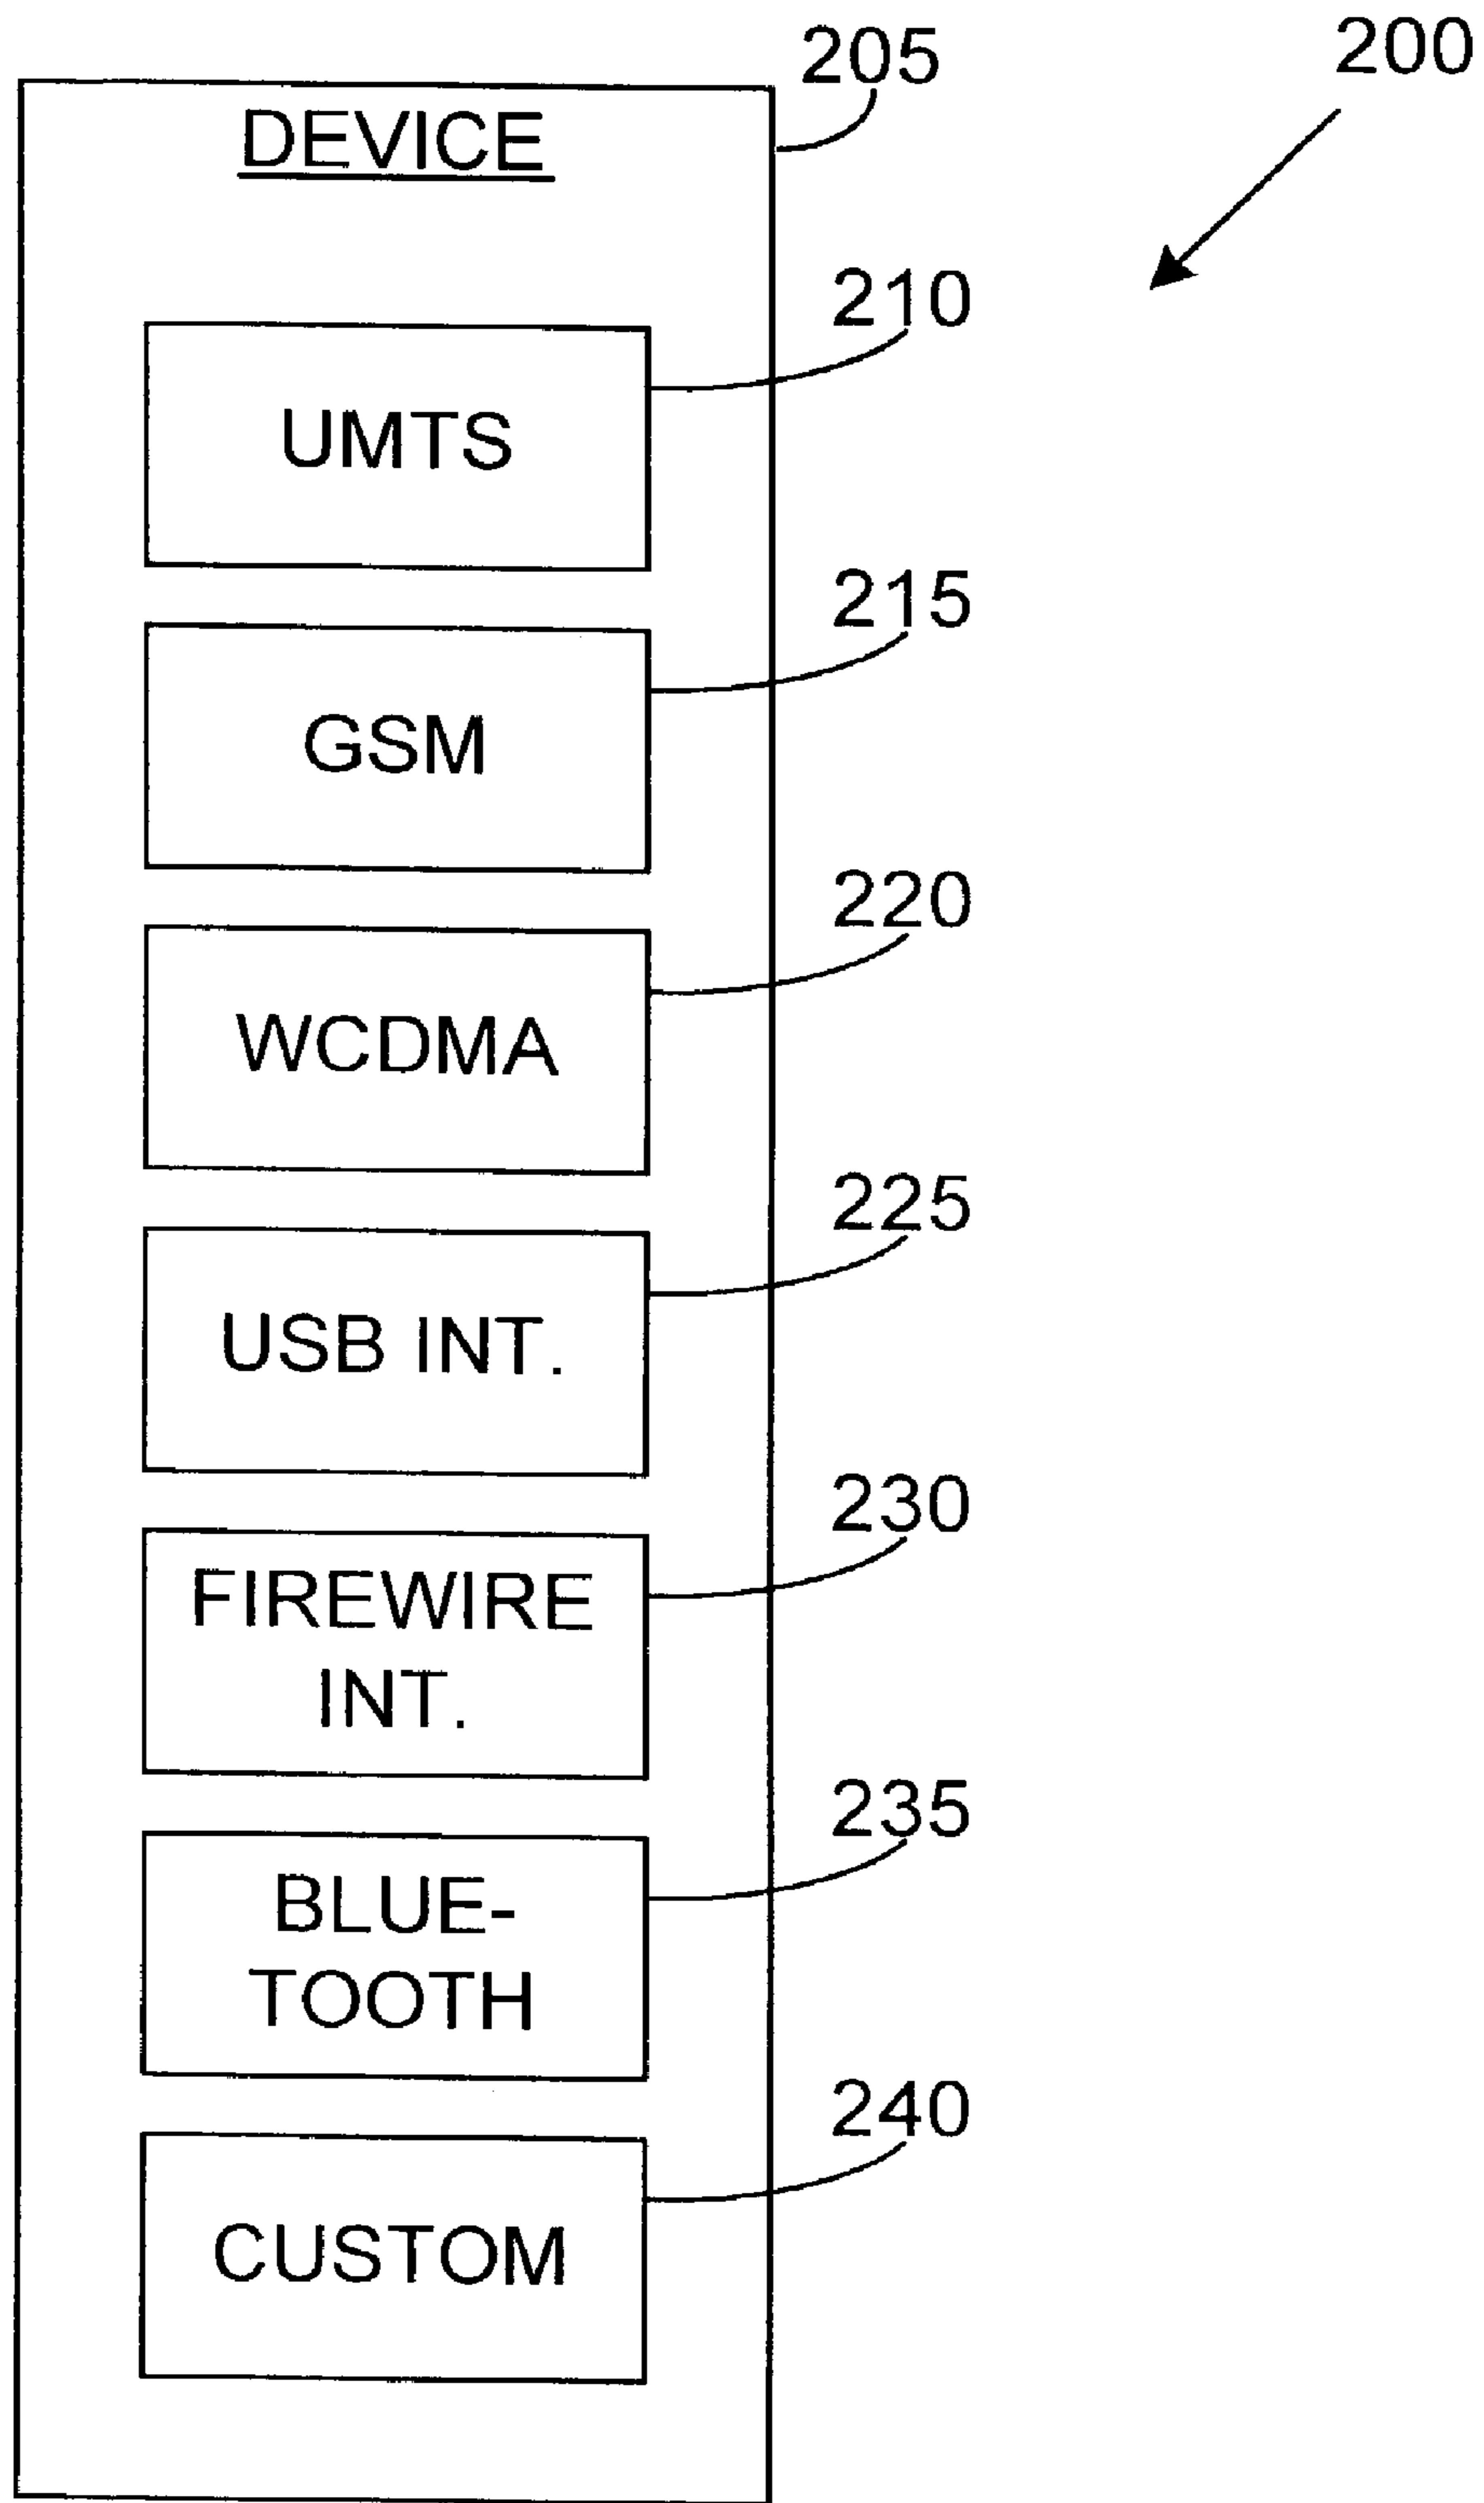 205
200
DEVICE
210
UMTS
215
GSM
220
WCDMA
225
USB INT.
230
FIREWIRE
INT.
235
BLUE-
TOOTH
240
CUSTOM